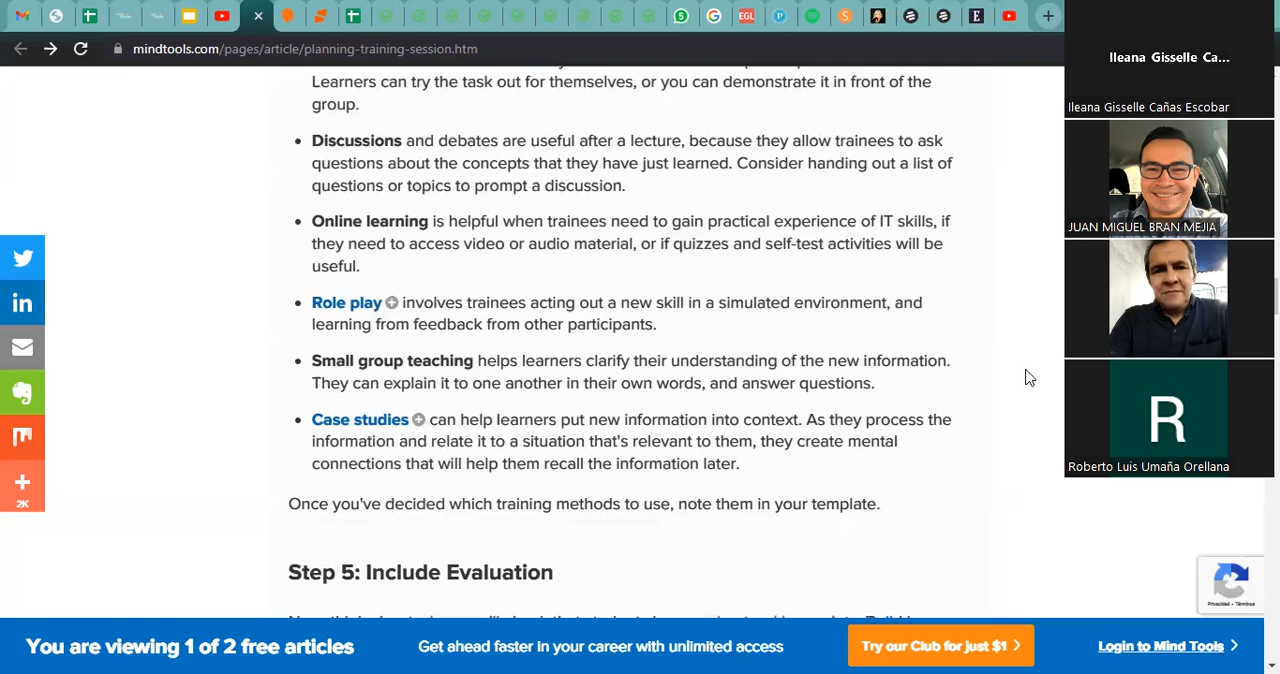 mindtools.com/pages/article/planning-training-session.htm
Learners can try the task out for themselves, or you can demonstrate it in front of the
group.
Discussions and debates are useful after a lecture, because they allow trainees to ask
questions about the concepts that they have just learned. Consider handing out a list of
questions or topics to prompt a discussion.
Online learning is helpful when trainees need to gain practical experience of IT skills, if
they need to access video or audio material, or if quizzes and self-test activities will be
useful.
Role play involves trainees acting out a new skill in a simulated environment, and
learning from feedback from other participants.
Small group teaching helps learners clarify their understanding of the new information.
They can explain it to one another in their own words, and answer questions.
Case studies can help learners put new information into context. As they process the
information and relate it to a situation that's relevant to them, they create mental
connections that will help them recall the information later.
Once you've decided which training methods to use, note them in your template.
Step 5: Include Evaluation
2K
Ileana Gisselle Ca...
Ileana Gisselle Cañas Escobar
JUAN MIGUEL BRAN MEJIA
R
Roberto Luis Umaña Orellana
Privacidad - Términos
You are viewing 1 of 2 free articles
Get ahead faster in your career with unlimited access
Try our Club for just $1
Login to Mind Tools
EGL